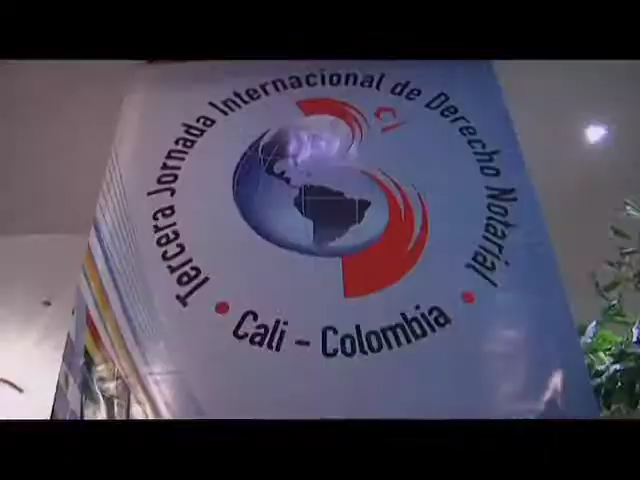 Tercera Jornada Internacional de Derecho Notarial
Cali - Colombia